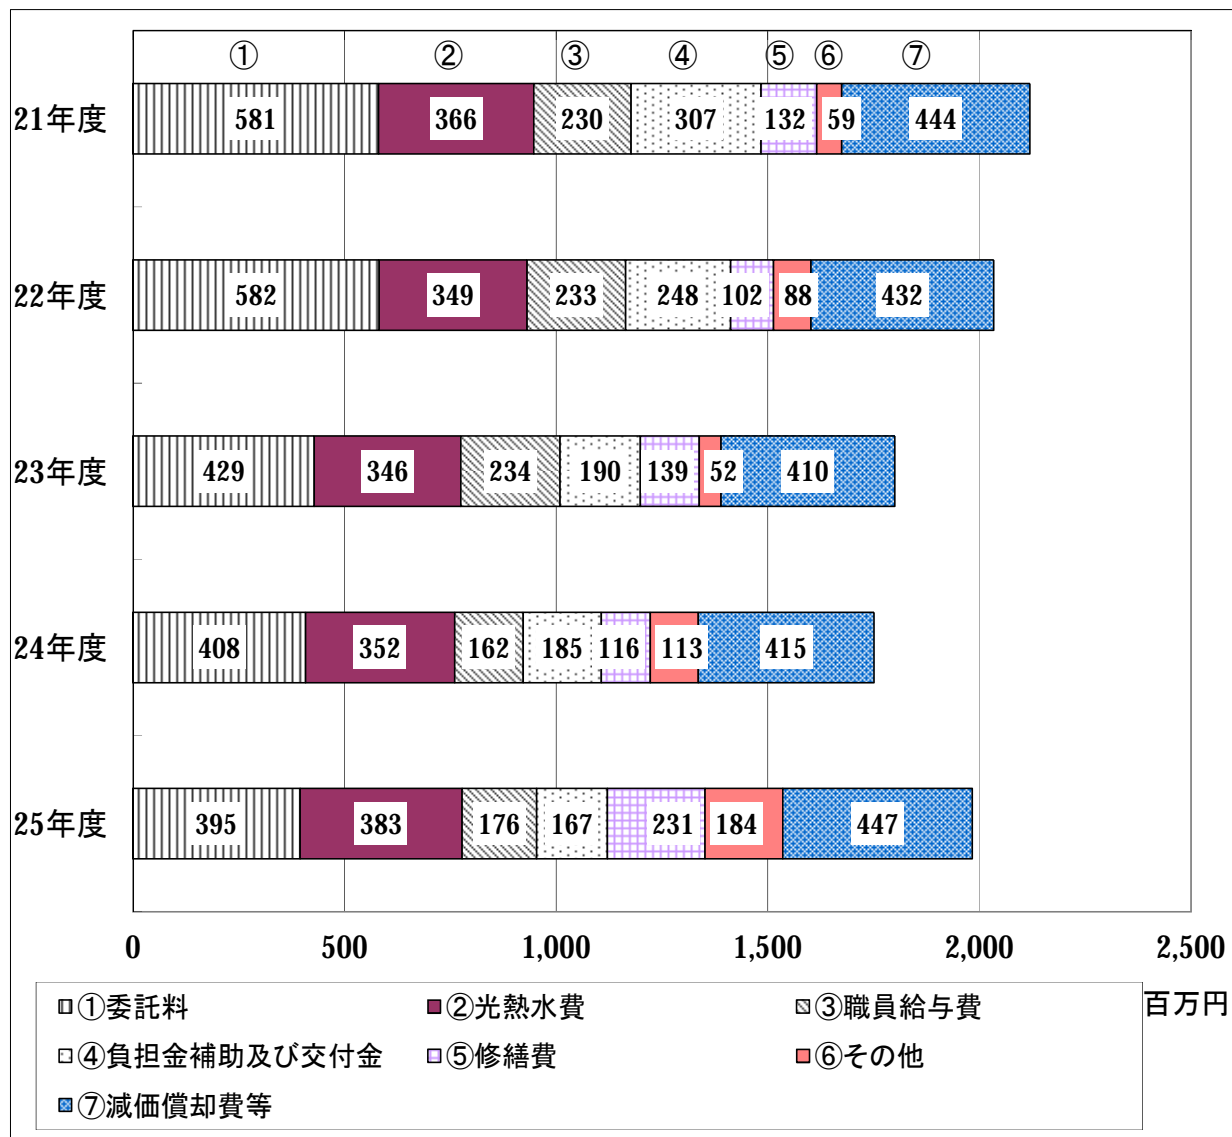 ① ② ③ ④ ⑤ ⑥ ⑦
21年度 581 366 230 307 132 59 444
22年度 582 349 233 248 102 88 432
23年度 429 346 234 190 139 52 410
24年度 408 352 162 185 116 113 415
25年度 395 383 176 167 231 184 447
0 500 1,000 1,500 2,000 2,500
百万円
①委託料 ②光熱水費 ③職員給与費
④負担金補助及び交付金 ⑤修繕費 ⑥その他
⑦減価償却費等